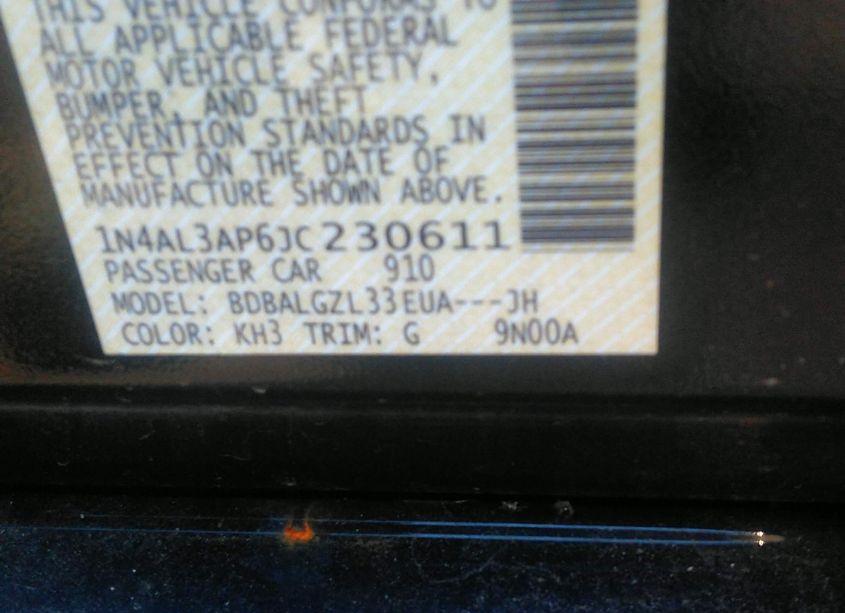 THIS VEHICLE CONFORMS TO
ALL APPLICABLE FEDERAL
MOTOR VEHICLE SAFETY,
BUMPER, AND THEFT
PREVENTION STANDARDS IN
EFFECT ON THE DATE OF
MANUFACTURE SHOWN ABOVE.
1N4AL3AP6JC230611
PASSENGER CAR 910
MODEL: BDBALGZL33EUA---JH
COLOR: KH3 TRIM: G 9N00A